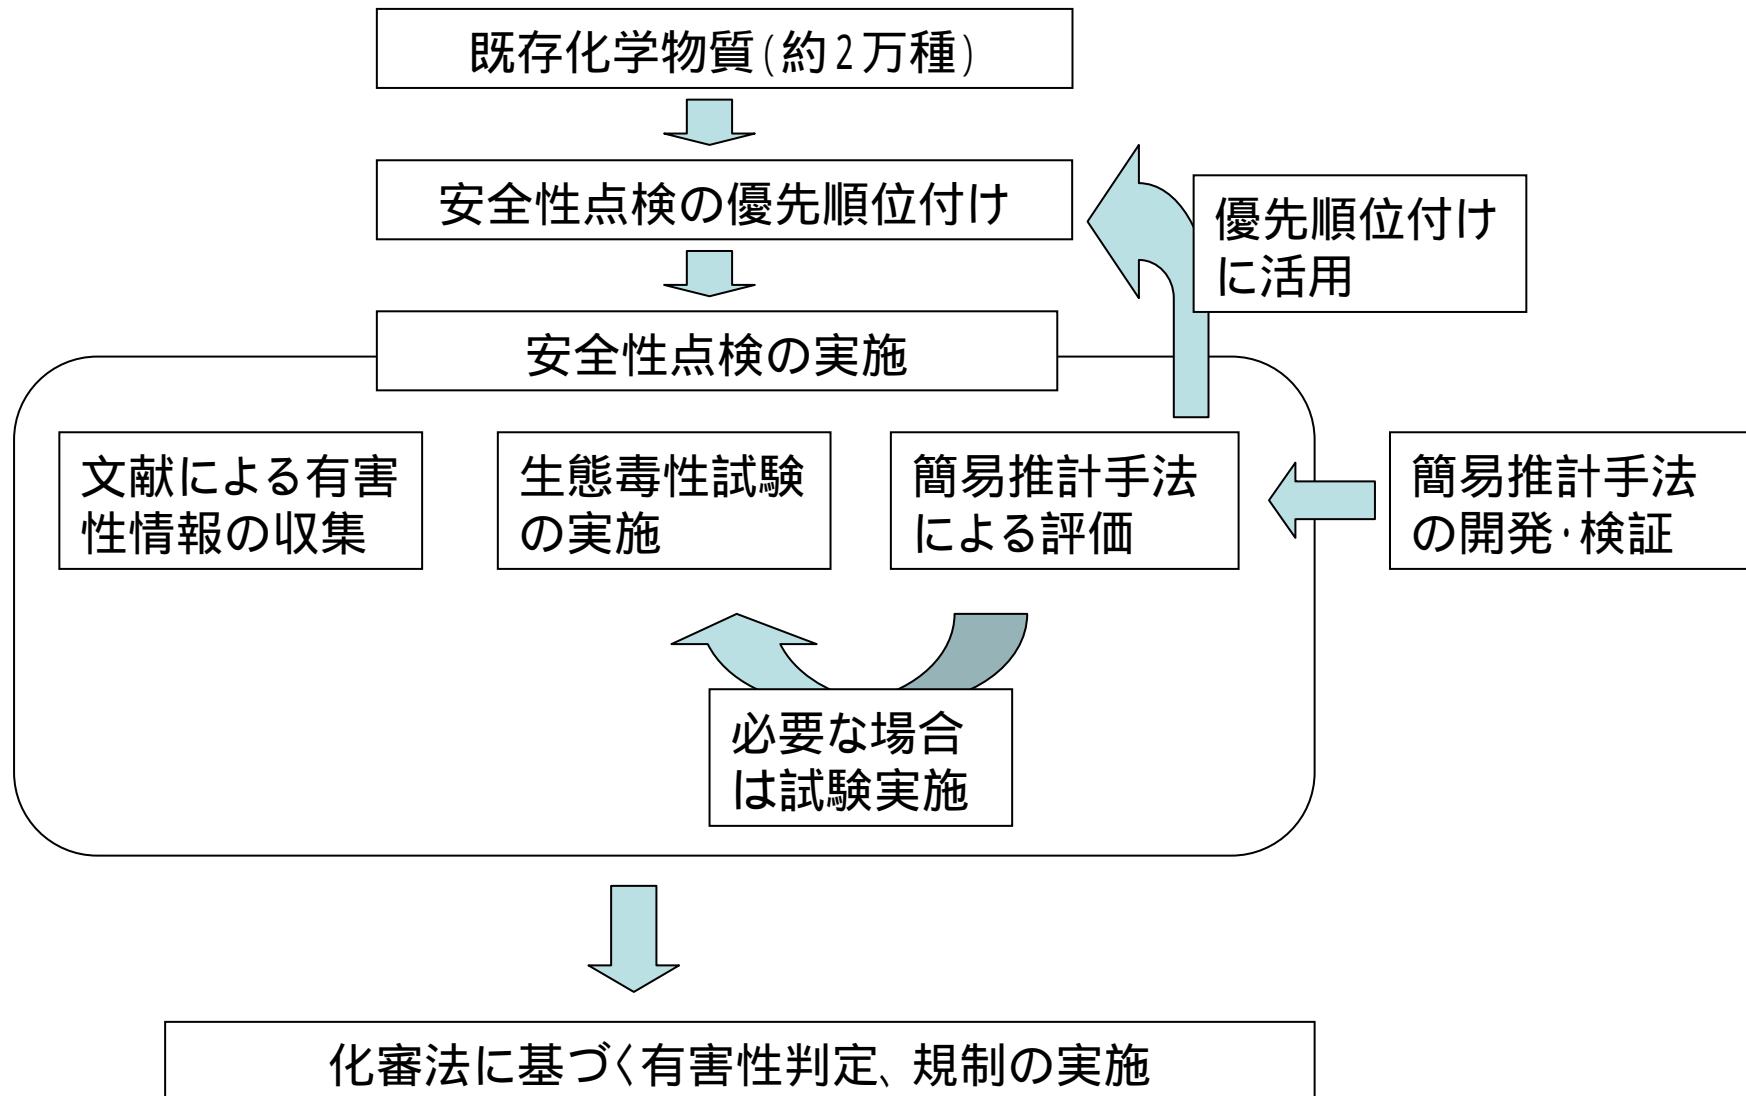 既存化学物質(約2万種)
安全性点検の優先順位付け
優先順位付け
に活用
安全性点検の実施
文献による有害
性情報の収集
生態毒性試験
の実施
簡易推計手法
による評価
簡易推計手法
の開発・検証
必要な場合
は試験実施
化審法に基づく有害性判定、規制の実施